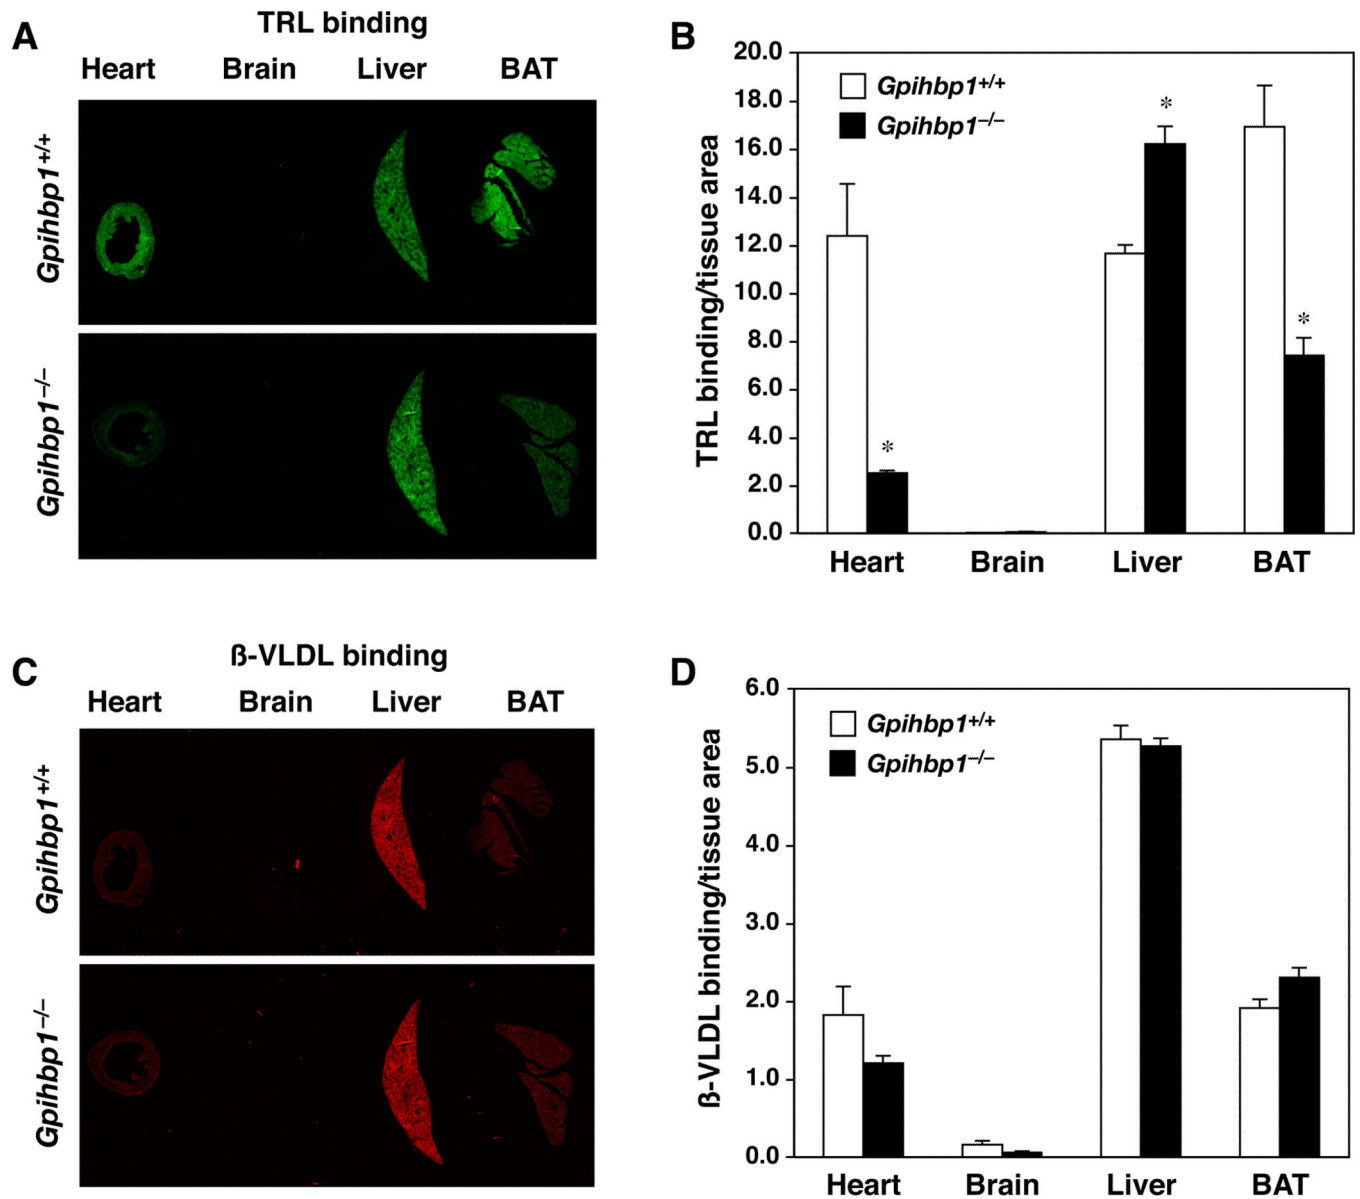 A
TRL binding
Heart Brain Liver BAT
Gpihbp1+/+
Gpihbp1–/–
B
20.0
18.0
16.0
14.0
12.0
10.0
8.0
6.0
4.0
2.0
0.0
TRL binding/tissue area
Gpihbp1+/+
Gpihbp1–/–
*
*
*
Heart Brain Liver BAT
C
ß-VLDL binding
Heart Brain Liver BAT
Gpihbp1+/+
Gpihbp1–/–
D
6.0
5.0
4.0
3.0
2.0
1.0
0.0
ß-VLDL binding/tissue area
Gpihbp1+/+
Gpihbp1–/–
Heart Brain Liver BAT